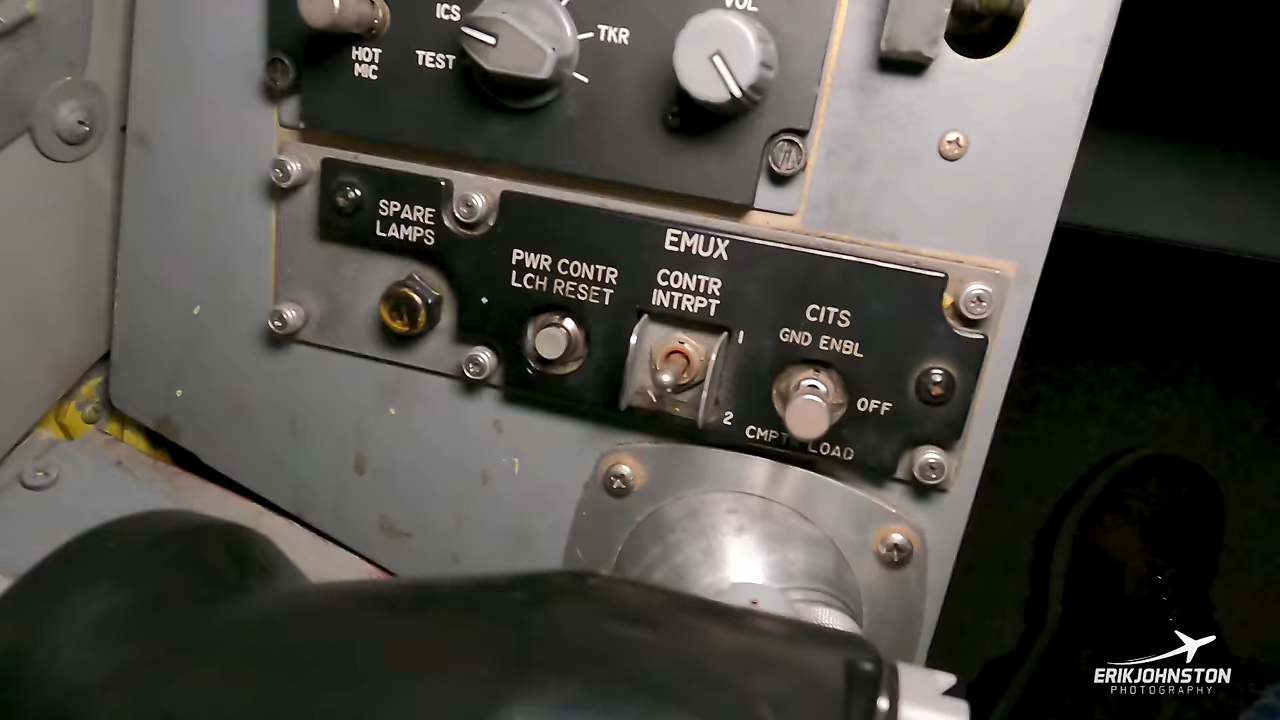 VOL
ICS
TKR
HOT
MIC
TEST
SPARE
LAMPS
EMUX
PWR CONTR
LCH RESET
CONTR
INTRPT
1
2
CITS
GND ENBL
OFF
CMPTR LOAD
ERIKJOHNSTON
PHOTOGRAPHY